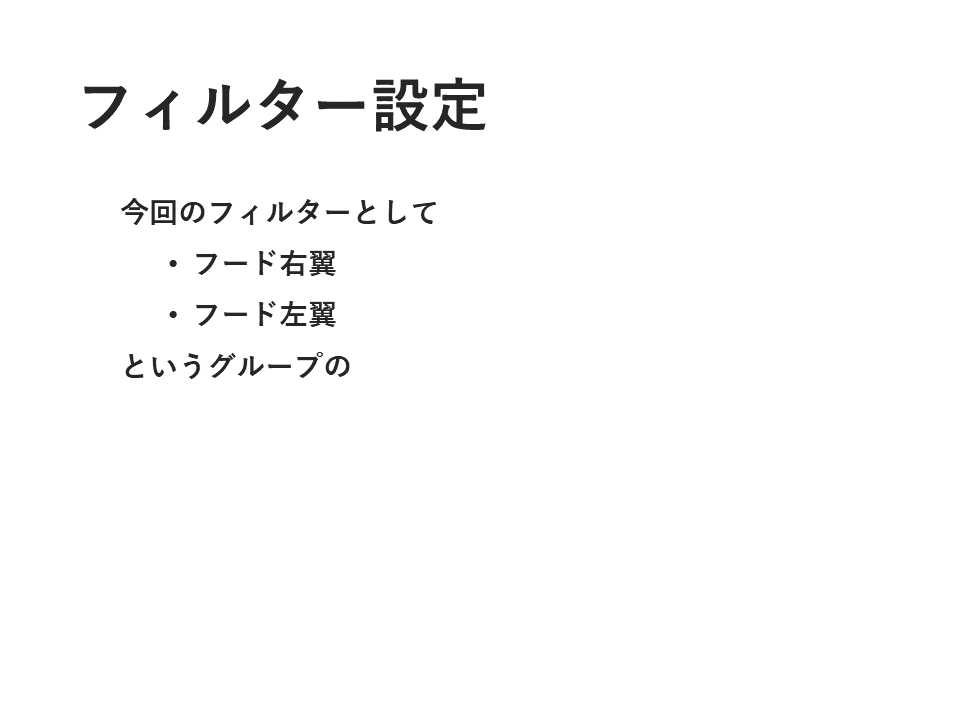 フィルター設定
今回のフィルターとして
• フード右翼
• フード左翼
というグループの